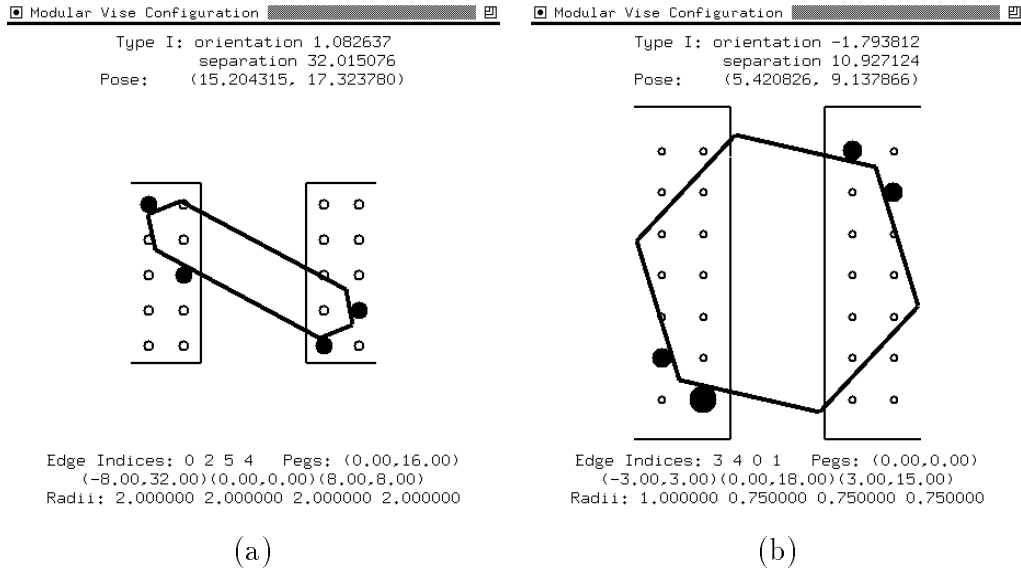 Modular Vise Configuration
Type I: orientation 1.082637
separation 32.015076
Pose: (15.204315, 17.323780)
Edge Indices: 0 2 5 4 Pegs: (0.00,16.00)
(-8.00,32.00)(0.00,0.00)(8.00,8.00)
Radii: 2.000000 2.000000 2.000000 2.000000
(a)
Modular Vise Configuration
Type I: orientation -1.793812
separation 10.927124
Pose: (5.420826, 9.137866)
Edge Indices: 3 4 0 1 Pegs: (0.00,0.00)
(-3.00,3.00)(0.00,18.00)(3.00,15.00)
Radii: 1.000000 0.750000 0.750000 0.750000
(b)